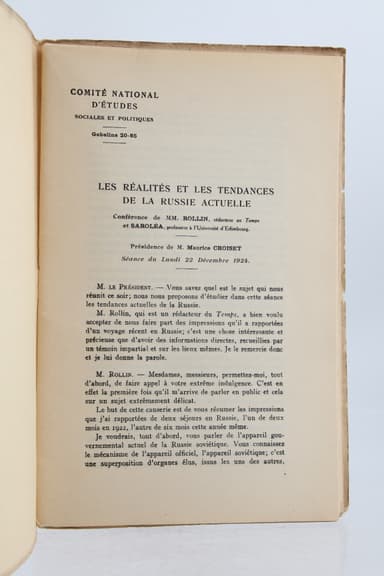 COMITÉ NATIONAL
D'ÉTUDES
SOCIALES ET POLITIQUES
Gobelins 20-85
LES RÉALITÉS ET LES TENDANCES
DE LA RUSSIE ACTUELLE
Conférence de MM. ROLLIN, rédacteur au Temps
et SAROLÉA, professeur à l'Université d'Edimbourg.
Présidence de M. Maurice CROISET
Séance du Lundi 22 Décembre 1924.
M. LE PRÉSIDENT. — Vous savez quel est le sujet qui nous
réunit ce soir; nous nous proposons d'étudier dans cette séance
les tendances actuelles de la Russie.
M. Rollin, qui est un rédacteur du Temps, a bien voulu
accepter de nous faire part des impressions qu'il a rapportées
d'un voyage récent en Russie; c'est une chose intéressante et
précieuse que d'avoir des informations directes, recueillies par
un témoin impartial et sur les lieux mêmes. Je le remercie donc
et je lui donne la parole.
M. ROLLIN. — Mesdames, messieurs, permettez-moi, tout
d'abord, de faire appel à votre extrême indulgence. C'est en
effet la première fois qu'il m'arrive de parler en public et cela
sur un sujet extrêmement délicat.
Le but de cette causerie est de vous résumer les impressions
que j'ai rapportées de deux séjours en Russie, l'un de deux
mois en 1922, l'autre de six mois cette année même.
Je voudrais, tout d'abord, vous parler de l'appareil gou-
vernemental actuel de la Russie soviétique. Vous connaissez
le mécanisme de l'appareil officiel, l'appareil soviétique; c'est
une superposition d'organes élus, issus les uns des autres,